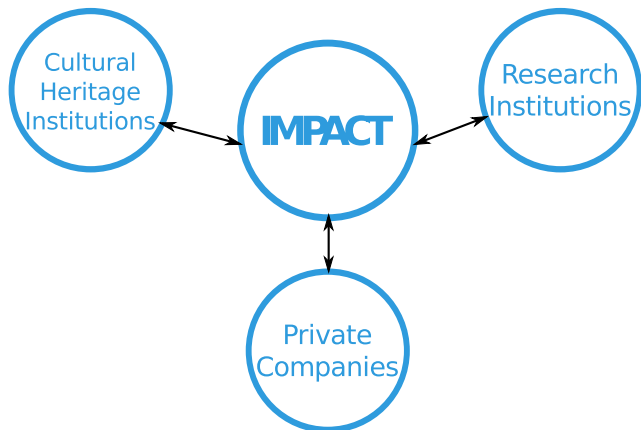 Cultural
Heritage
Institutions
IMPACT
Research
Institutions
Private
Companies